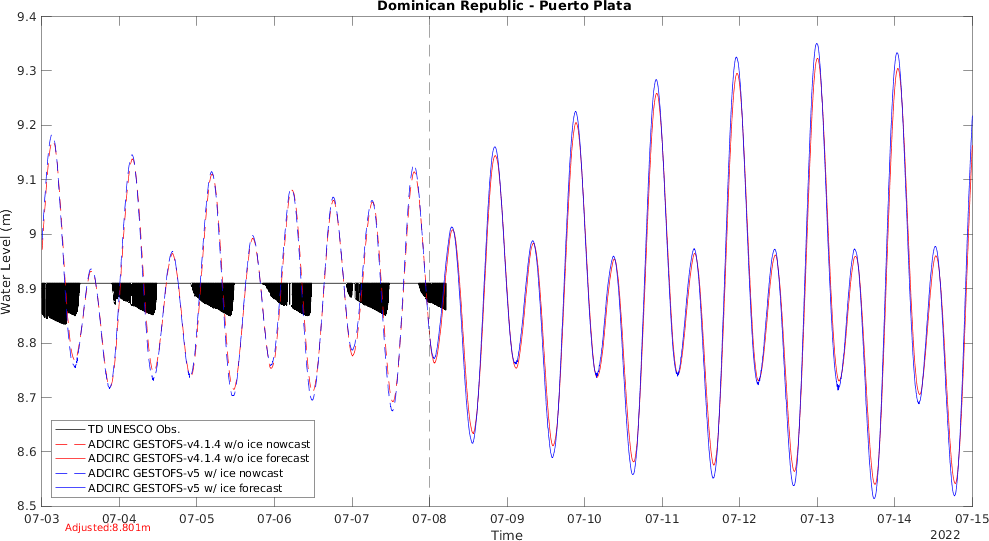 Dominican Republic - Puerto Plata
9.4
9.3
9.2
9.1
9
8.9
8.8
8.7
8.6
8.5
Water Level (m)
TD UNESCO Obs.
ADCIRC GESTOFS-v4.1.4 w/o ice nowcast
ADCIRC GESTOFS-v4.1.4 w/o ice forecast
ADCIRC GESTOFS-v5 w/ ice nowcast
ADCIRC GESTOFS-v5 w/ ice forecast
07-03 07-04 07-05 07-06 07-07 07-08 07-09 07-10 07-11 07-12 07-13 07-14 07-15
Adjusted:8.801m
Time
2022